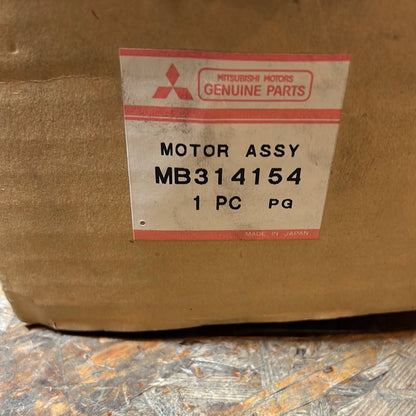 MITSUBISHI MOTORS
GENUINE PARTS
MOTOR ASSY
MB314154
1 PC PG
MADE IN JAPAN